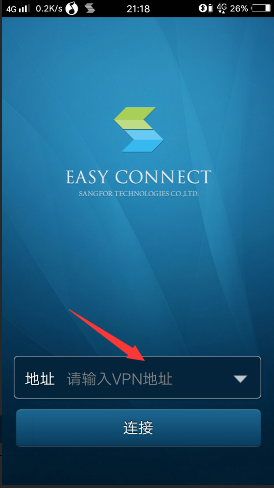 4G 0.2K/s 21:18 4G 26%
EASY CONNECT
SANGFOR TECHNOLOGIES CO.,LTD.
地址 请输入VPN地址
连接